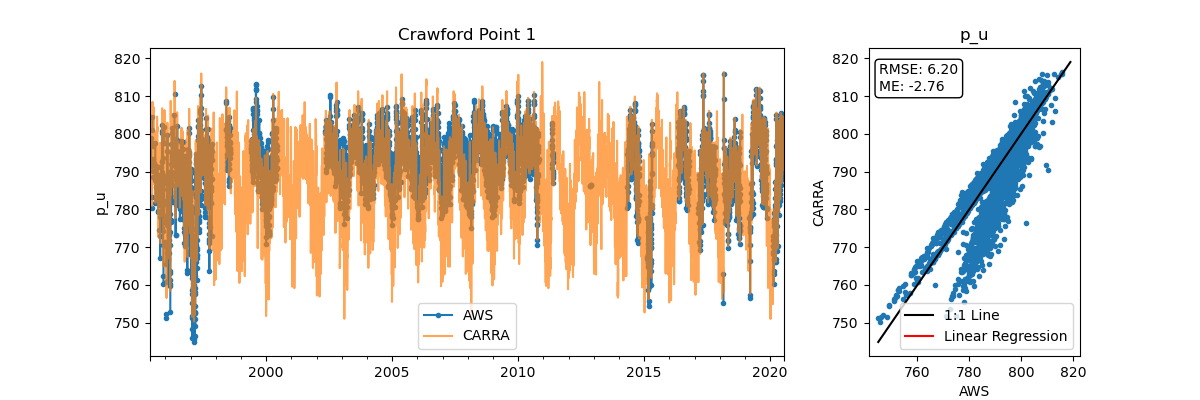 Crawford Point 1
p_u
820
810
800
790
780
770
760
750
2000
2005
2010
2015
2020
AWS
CARRA
p_u
RMSE: 6.20
ME: -2.76
CARRA
820
810
800
790
780
770
760
750
760
780
800
820
AWS
1:1 Line
Linear Regression